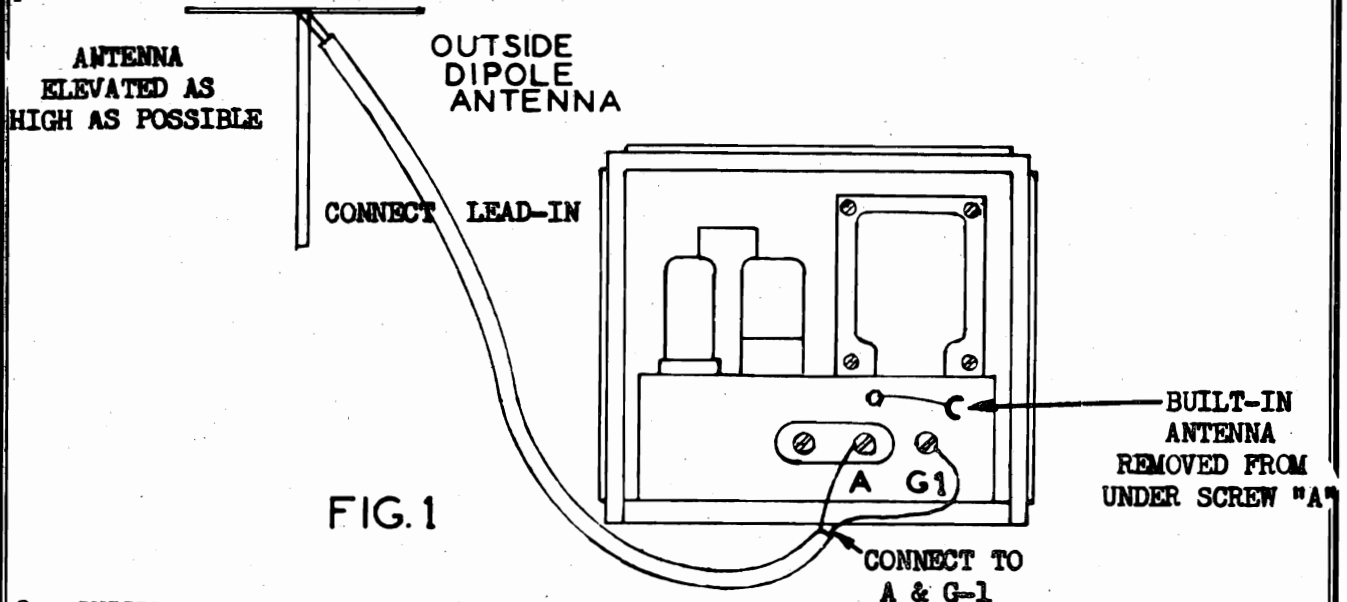 ANTENNA
ELEVATED AS
HIGH AS POSSIBLE
OUTSIDE
DIPOLE
ANTENNA
CONNECT LEAD-IN
A G1
BUILT-IN
ANTENNA
REMOVED FROM
UNDER SCREW "A"
FIG. 1
CONNECT TO
A & G-1